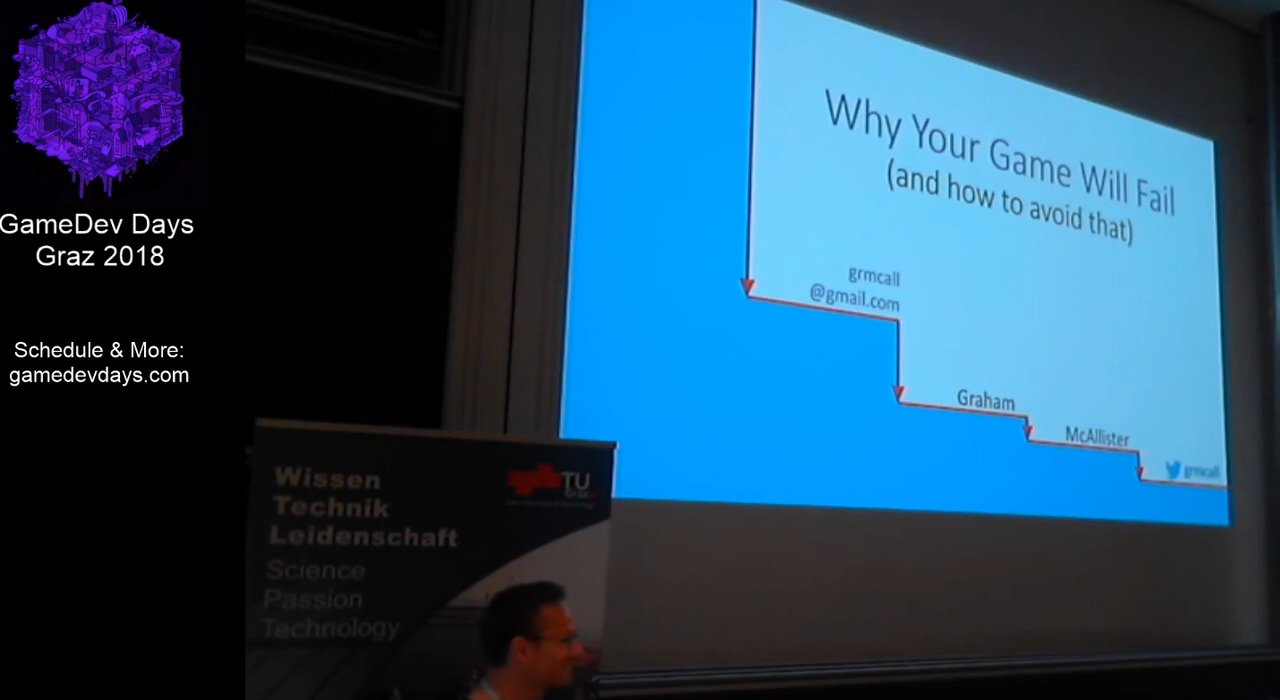 GameDev Days
Graz 2018
Schedule & More:
gamedevdays.com
Why Your Game Will Fail
(and how to avoid that)
grmcall
@gmail.com
Graham
McAllister
grmcall
Wissen
Technik
Leidenschaft
TU
Graz
Science
Passion
Technology